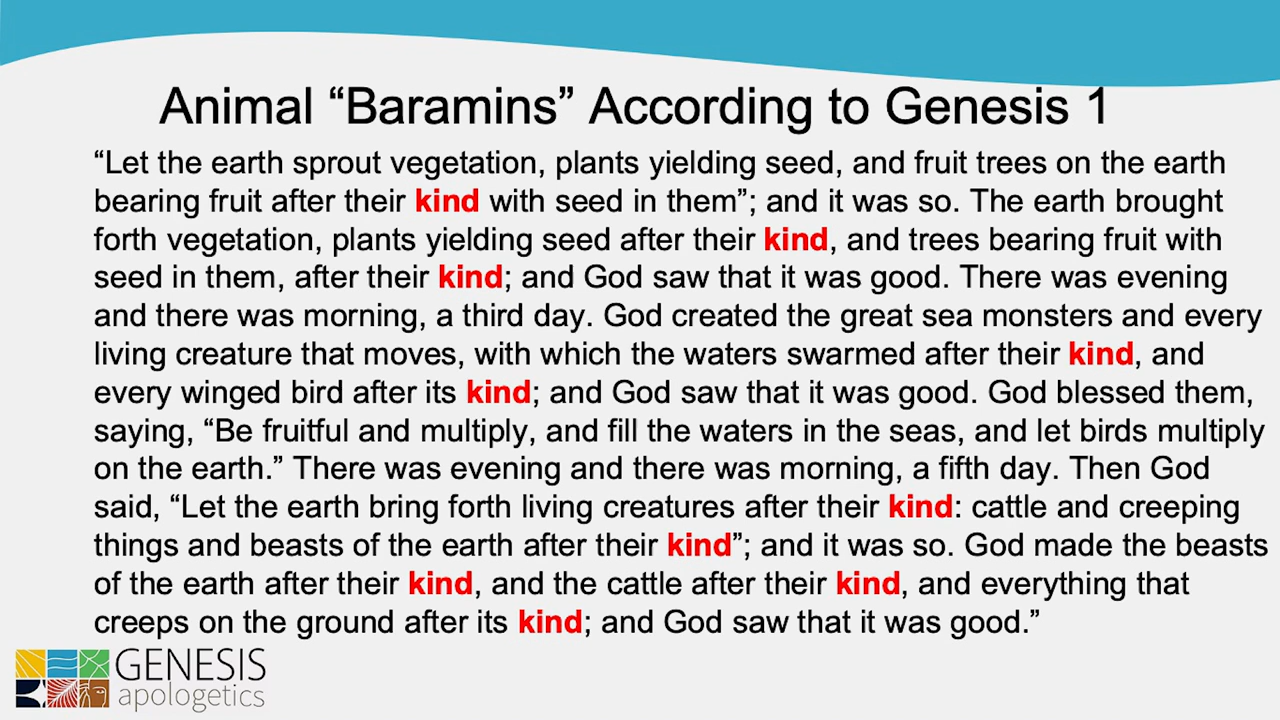 Animal “Baramins” According to Genesis 1
“Let the earth sprout vegetation, plants yielding seed, and fruit trees on the earth
bearing fruit after their kind with seed in them”; and it was so. The earth brought
forth vegetation, plants yielding seed after their kind, and trees bearing fruit with
seed in them, after their kind; and God saw that it was good. There was evening
and there was morning, a third day. God created the great sea monsters and every
living creature that moves, with which the waters swarmed after their kind, and
every winged bird after its kind; and God saw that it was good. God blessed them,
saying, “Be fruitful and multiply, and fill the waters in the seas, and let birds multiply
on the earth.” There was evening and there was morning, a fifth day. Then God
said, “Let the earth bring forth living creatures after their kind: cattle and creeping
things and beasts of the earth after their kind”; and it was so. God made the beasts
of the earth after their kind, and the cattle after their kind, and everything that
creeps on the ground after its kind; and God saw that it was good.”
GENESIS
apologetics